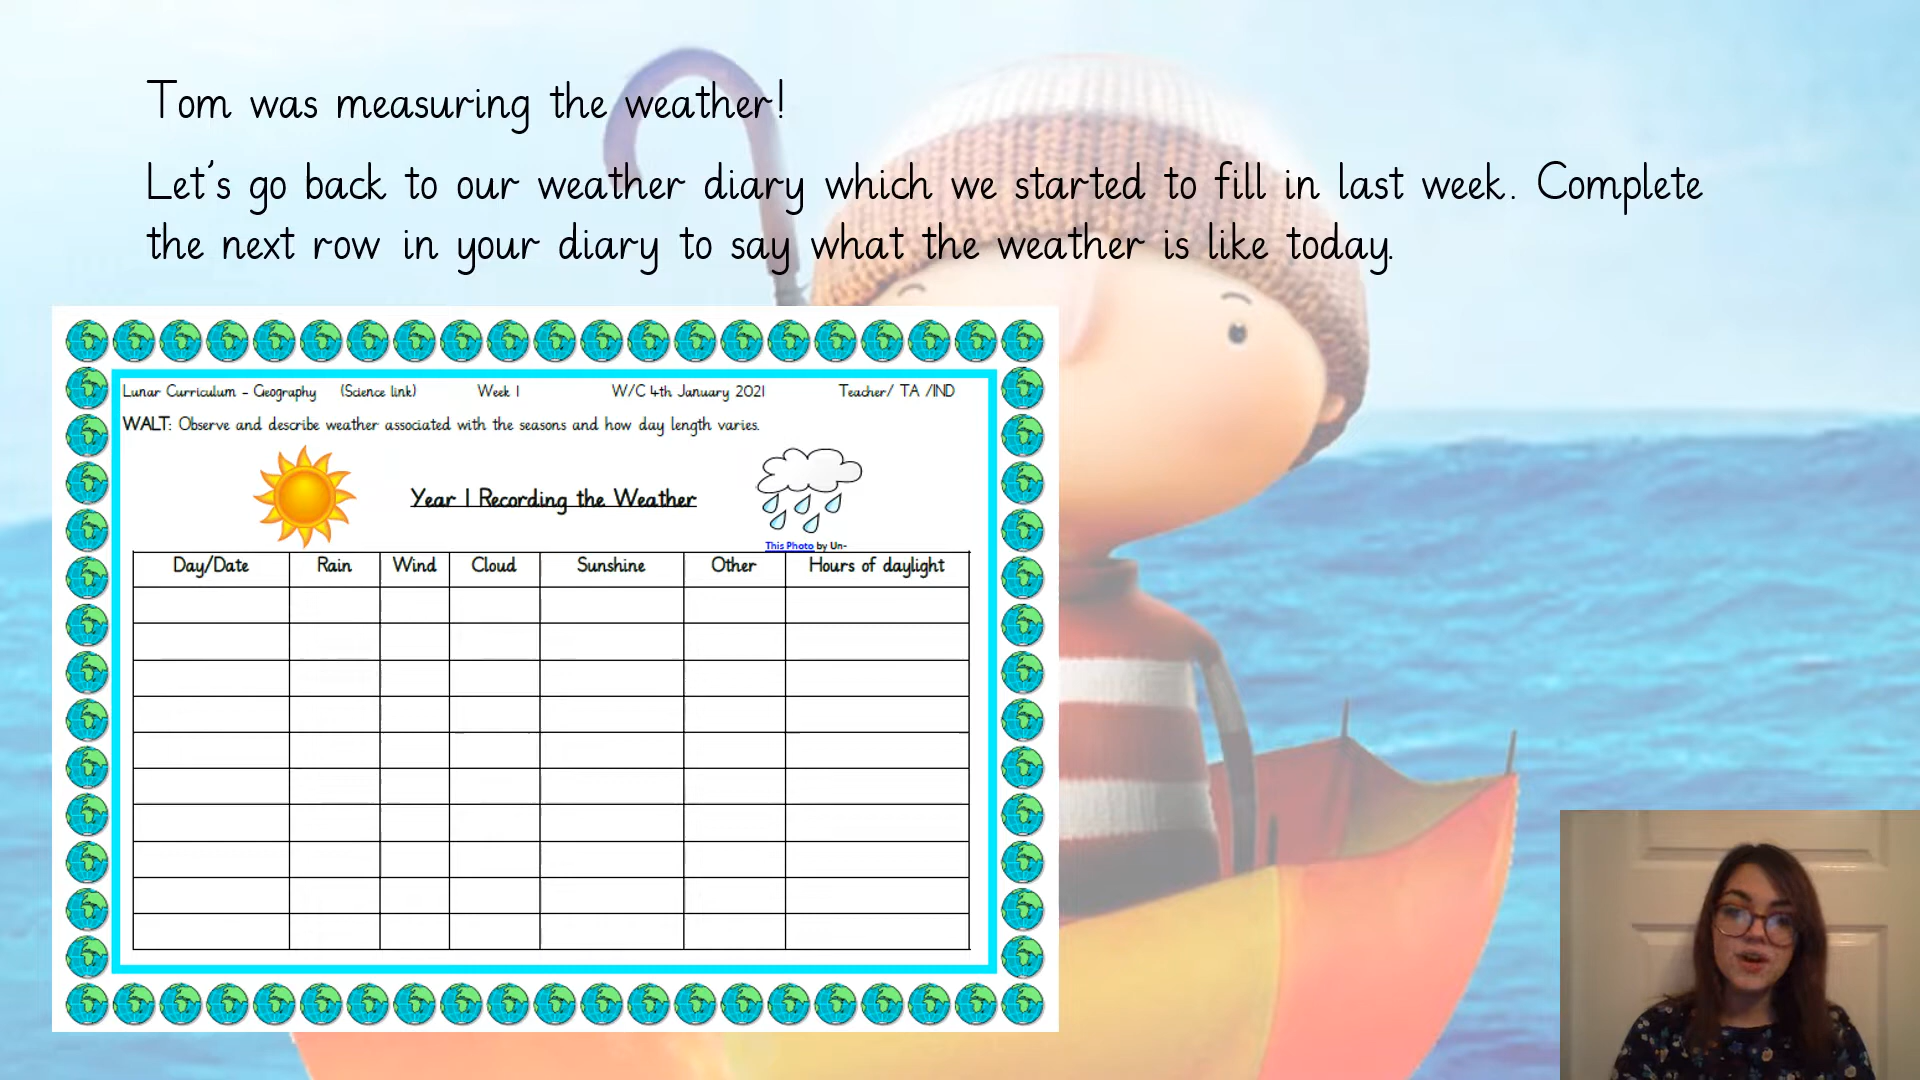 Tom was measuring the weather!
Let's go back to our weather diary which we started to fill in last week. Complete
the next row in your diary to say what the weather is like today.
Lunar Curriculum - Geography (Science link) Week 1 W/C 4th January 2021 Teacher/ TA /IND
WALT: Observe and describe weather associated with the seasons and how day length varies.
Year 1 Recording the Weather
This Photo by Un-
Day/Date Rain Wind Cloud Sunshine Other Hours of daylight